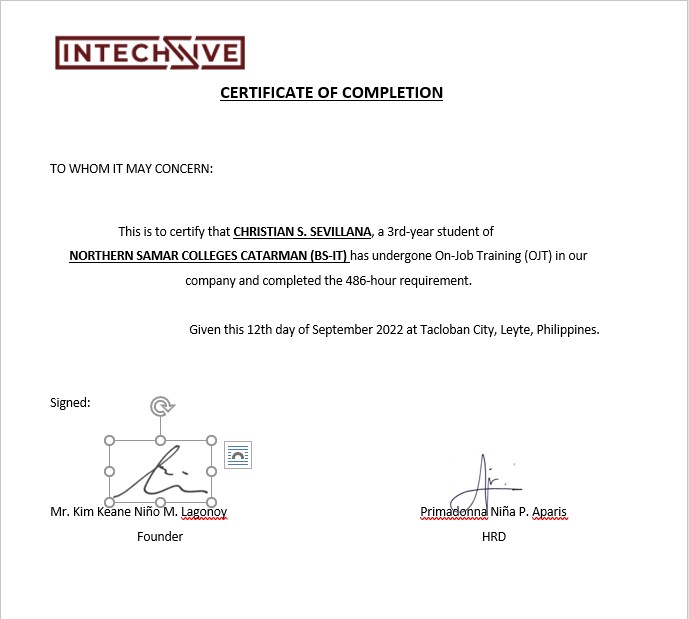 INTECHSIVE
CERTIFICATE OF COMPLETION
TO WHOM IT MAY CONCERN:
This is to certify that CHRISTIAN S. SEVILLANA, a 3rd-year student of
NORTHERN SAMAR COLLEGES CATARMAN (BS-IT) has undergone On-Job Training (OJT) in our
company and completed the 486-hour requirement.
Given this 12th day of September 2022 at Tacloban City, Leyte, Philippines.
Signed:
Mr. Kim Keane Niño M. Lagonoy
Primadonna Niña P. Aparis
Founder
HRD